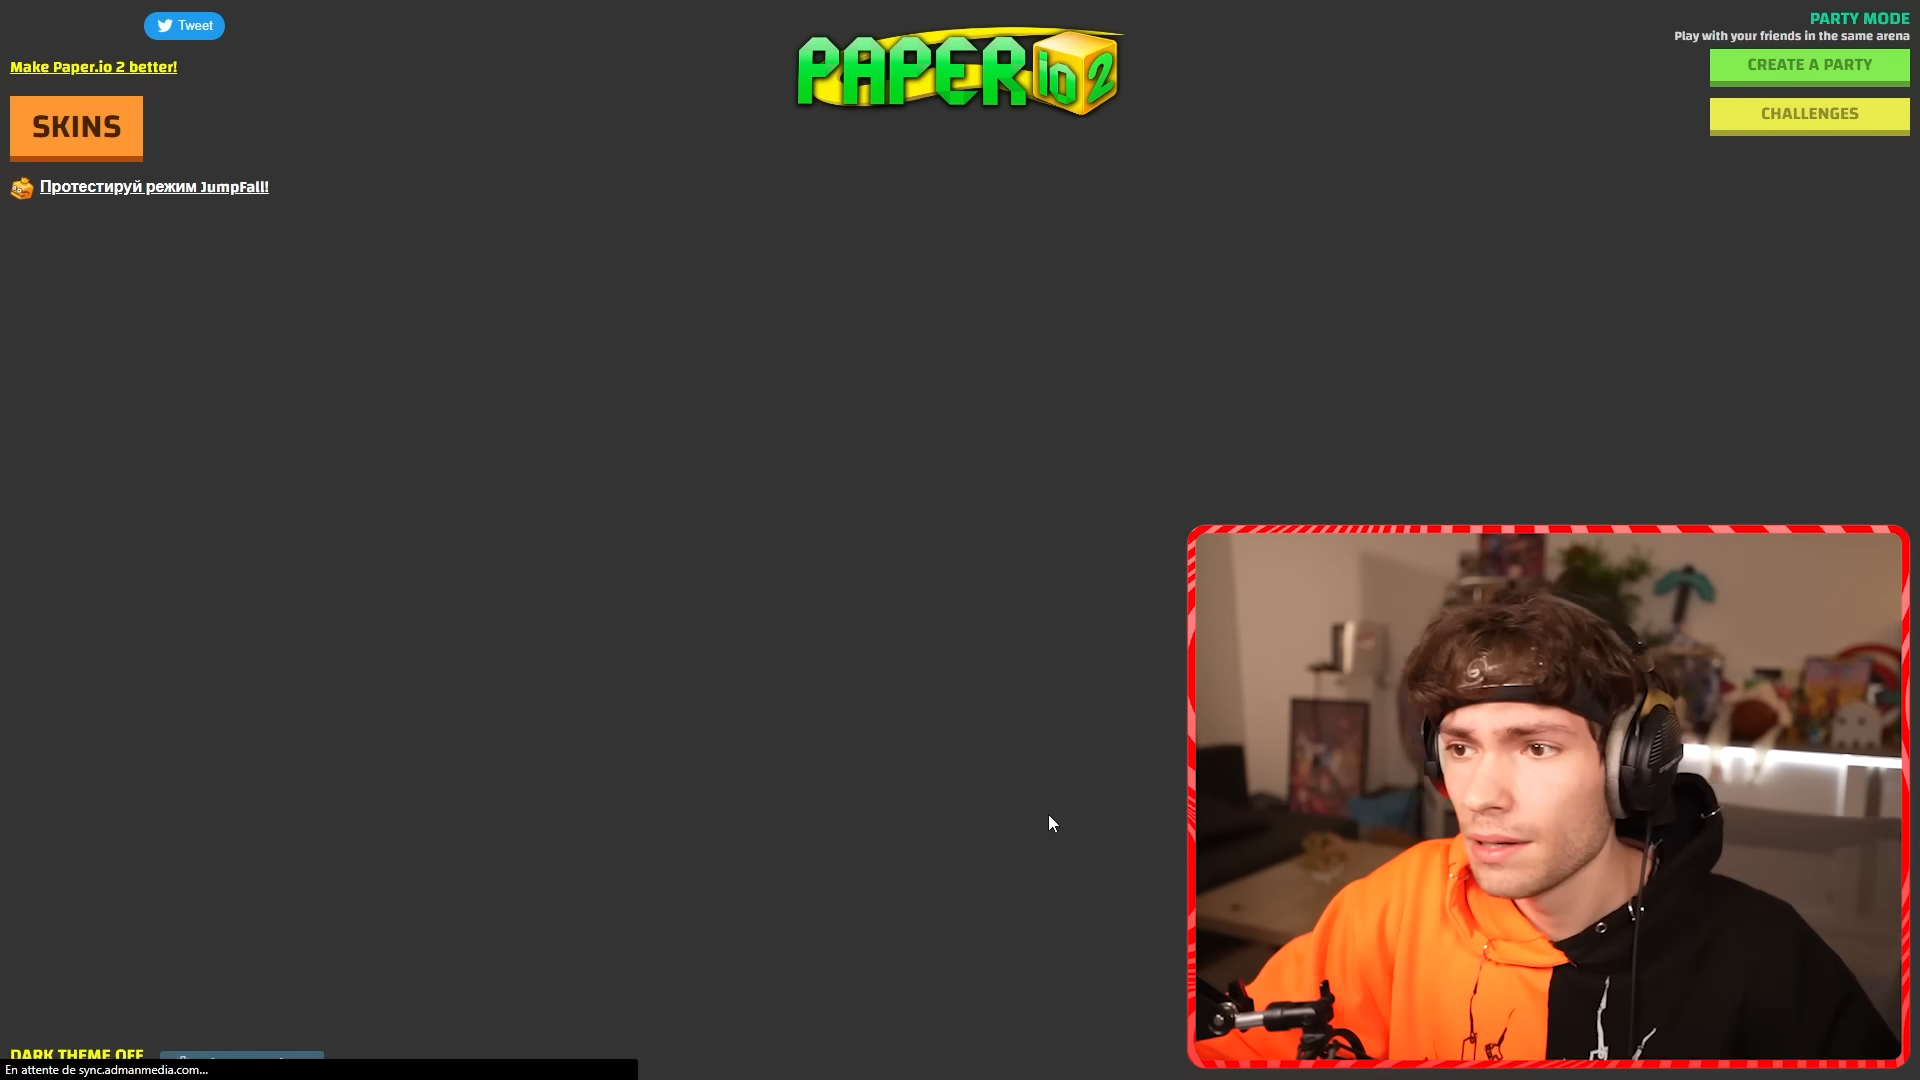 Tweet
Make Paper.io 2 better!
SKINS
Протестируй режим JumpFall!
PAPER io 2
PARTY MODE
Play with your friends in the same arena
CREATE A PARTY
CHALLENGES
DARK THEME OFF
En attente de sync.admanmedia.com...